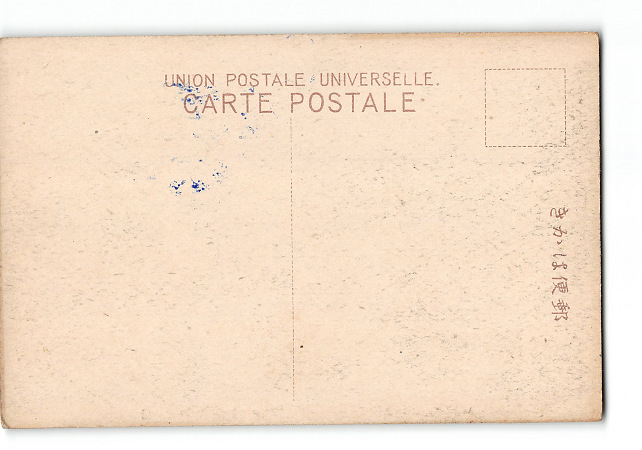 UNION POSTALE UNIVERSELLE.
CARTE POSTALE
きかは便郵